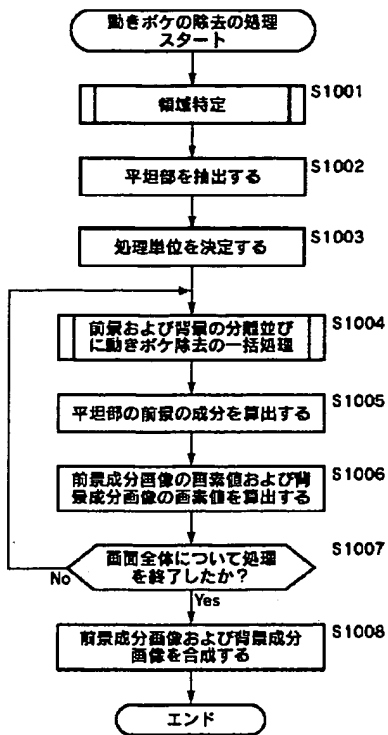 動きボケの除去の処理
スタート
領域特定
S1001
平坦部を抽出する
S1002
処理単位を決定する
S1003
前景および背景の分離並び
に動きボケ除去の一括処理
S1004
平坦部の前景の成分を算出する
S1005
前景成分画像の画素値および背
景成分画像の画素値を算出する
S1006
画面全体について処理
を終了したか?
S1007
No
Yes
前景成分画像および背景成分
画像を合成する
S1008
エンド